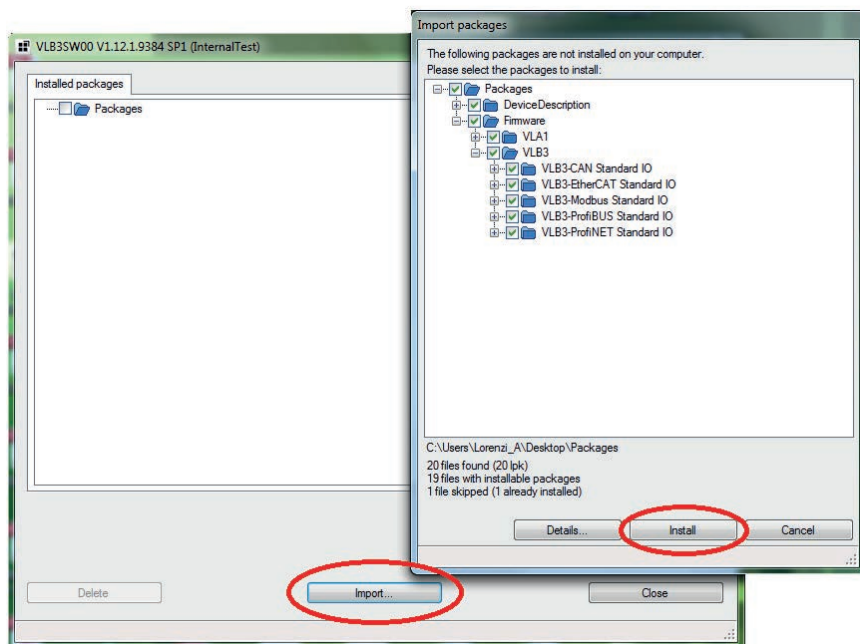 VLB3SW00 V1.12.1.9384 SP1 (InternalTest)
Installed packages
Packages
Delete
Import...
Close
Import packages
The following packages are not installed on your computer.
Please select the packages to install:
Packages
DeviceDescription
Firmware
VLA1
VLB3
VLB3-CAN Standard IO
VLB3-EtherCAT Standard IO
VLB3-Modbus Standard IO
VLB3-ProfiBUS Standard IO
VLB3-ProfiNET Standard IO
C:\Users\Lorenzi_A\Desktop\Packages
20 files found (20 lpk)
19 files with installable packages
1 file skipped (1 already installed)
Details...
Install
Cancel